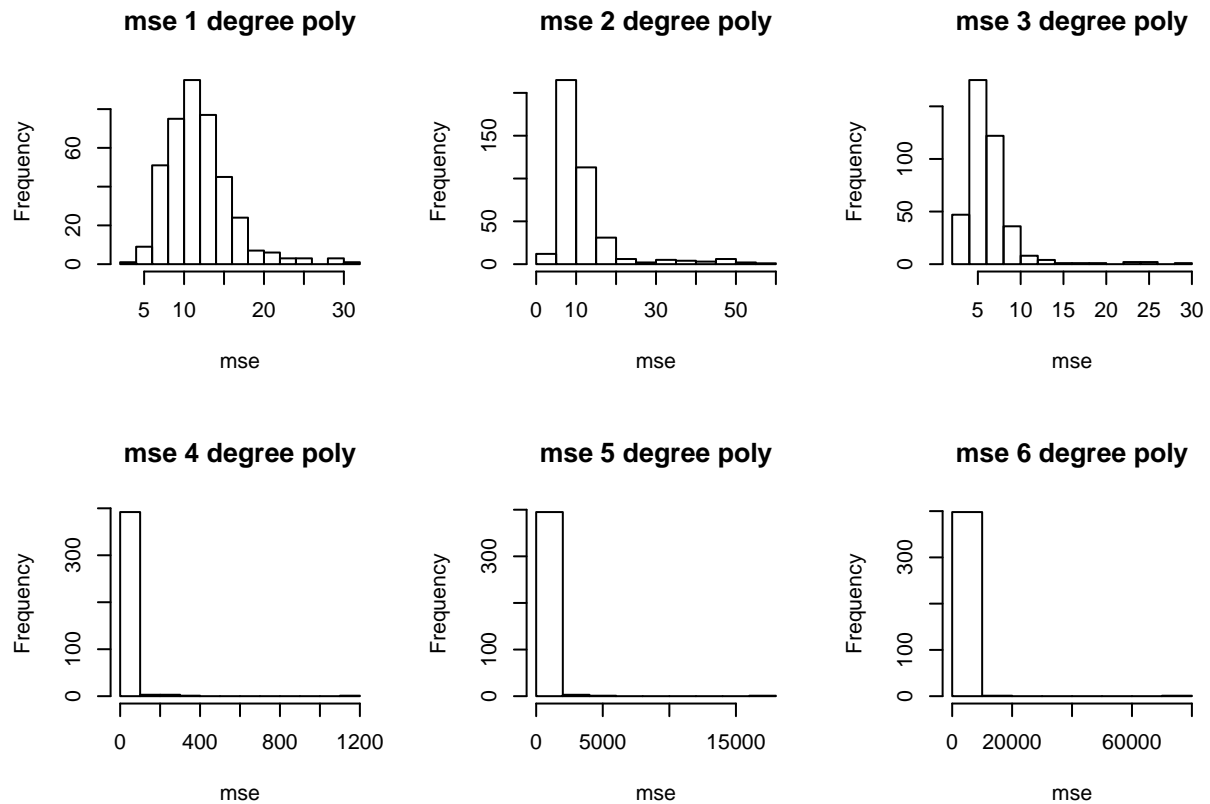 mse 1 degree poly
Frequency
0
20
60
5 10 20 30
mse
mse 2 degree poly
Frequency
0
50
150
0 10 30 50
mse
mse 3 degree poly
Frequency
0
50
100
5 10 15 20 25 30
mse
mse 4 degree poly
Frequency
0
100
300
0 400 800 1200
mse
mse 5 degree poly
Frequency
0
100
300
0 5000 15000
mse
mse 6 degree poly
Frequency
0
100
300
0 20000 60000
mse